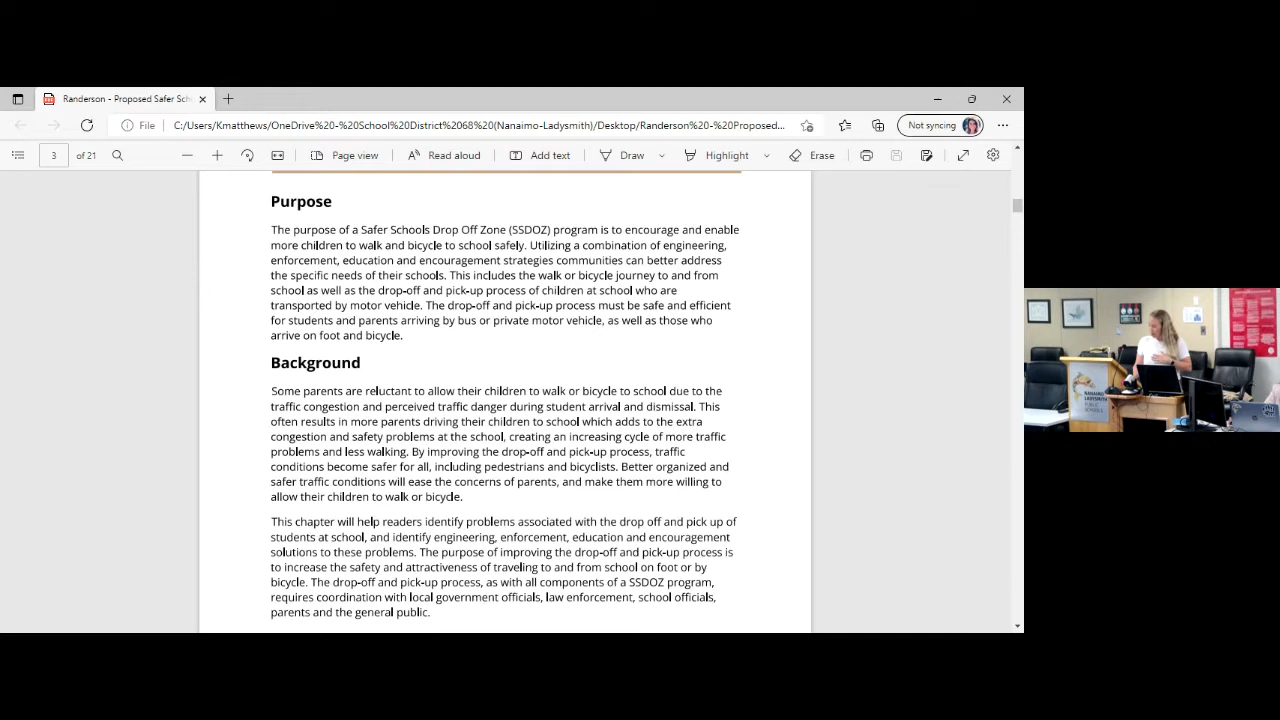 Randerson - Proposed Safer Sch
File
C:/Users/Kmatthews/OneDrive%20-%20School%20District%2068%20(Nanaimo-Ladysmith)/Desktop/Randerson%20-%20Proposed...
Not syncing
3 of 21
Page view
Read aloud
Add text
Draw
Highlight
Erase
Purpose
The purpose of a Safer Schools Drop Off Zone (SSDOZ) program is to encourage and enable
more children to walk and bicycle to school safely. Utilizing a combination of engineering,
enforcement, education and encouragement strategies communities can better address
the specific needs of their schools. This includes the walk or bicycle journey to and from
school as well as the drop-off and pick-up process of children at school who are
transported by motor vehicle. The drop-off and pick-up process must be safe and efficient
for students and parents arriving by bus or private motor vehicle, as well as those who
arrive on foot and bicycle.
Background
Some parents are reluctant to allow their children to walk or bicycle to school due to the
traffic congestion and perceived traffic danger during student arrival and dismissal. This
often results in more parents driving their children to school which adds to the extra
congestion and safety problems at the school, creating an increasing cycle of more traffic
problems and less walking. By improving the drop-off and pick-up process, traffic
conditions become safer for all, including pedestrians and bicyclists. Better organized and
safer traffic conditions will ease the concerns of parents, and make them more willing to
allow their children to walk or bicycle.
This chapter will help readers identify problems associated with the drop off and pick up of
students at school, and identify engineering, enforcement, education and encouragement
solutions to these problems. The purpose of improving the drop-off and pick-up process is
to increase the safety and attractiveness of traveling to and from school on foot or by
bicycle. The drop-off and pick-up process, as with all components of a SSDOZ program,
requires coordination with local government officials, law enforcement, school officials,
parents and the general public.
NANAIMO
LADYSMITH
PUBLIC
SCHOOLS